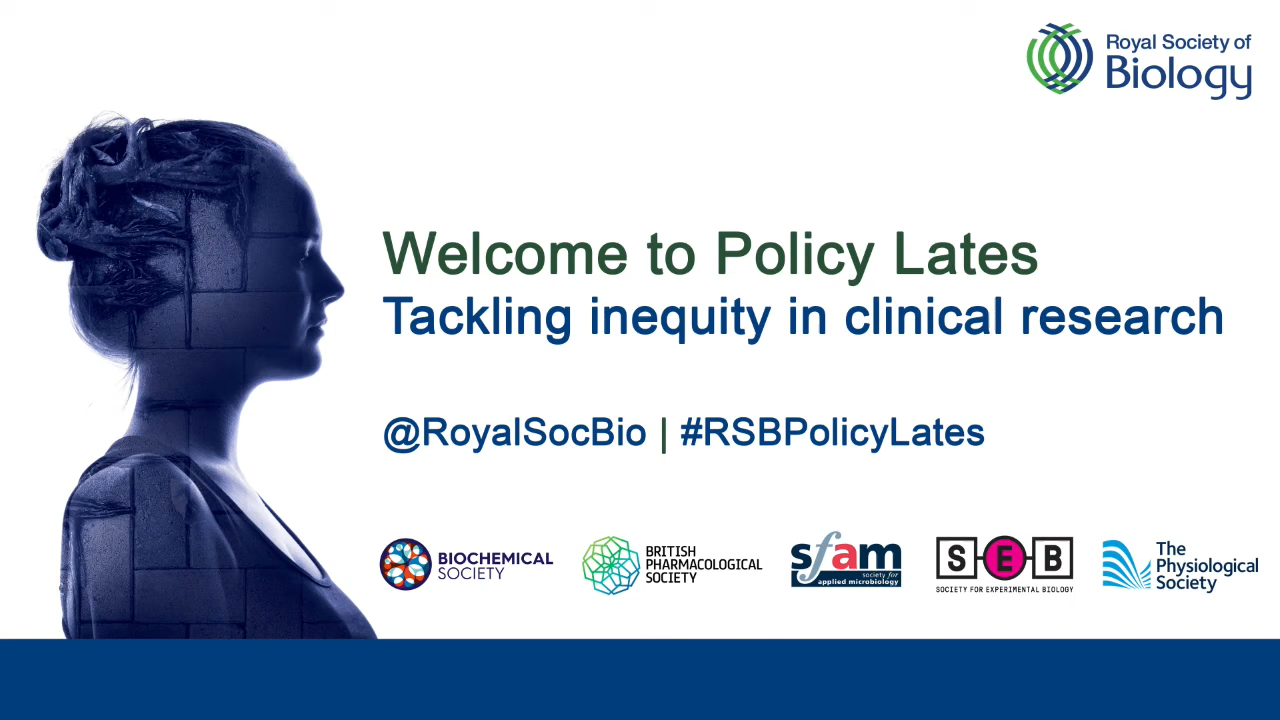 Royal Society of
Biology
Welcome to Policy Lates
Tackling inequity in clinical research
@RoyalSocBio | #RSBPolicyLates
BIOCHEMICAL
SOCIETY
BRITISH
PHARMACOLOGICAL
SOCIETY
sfam
society for
applied microbiology
SEB
SOCIETY FOR EXPERIMENTAL BIOLOGY
The
Physiological
Society